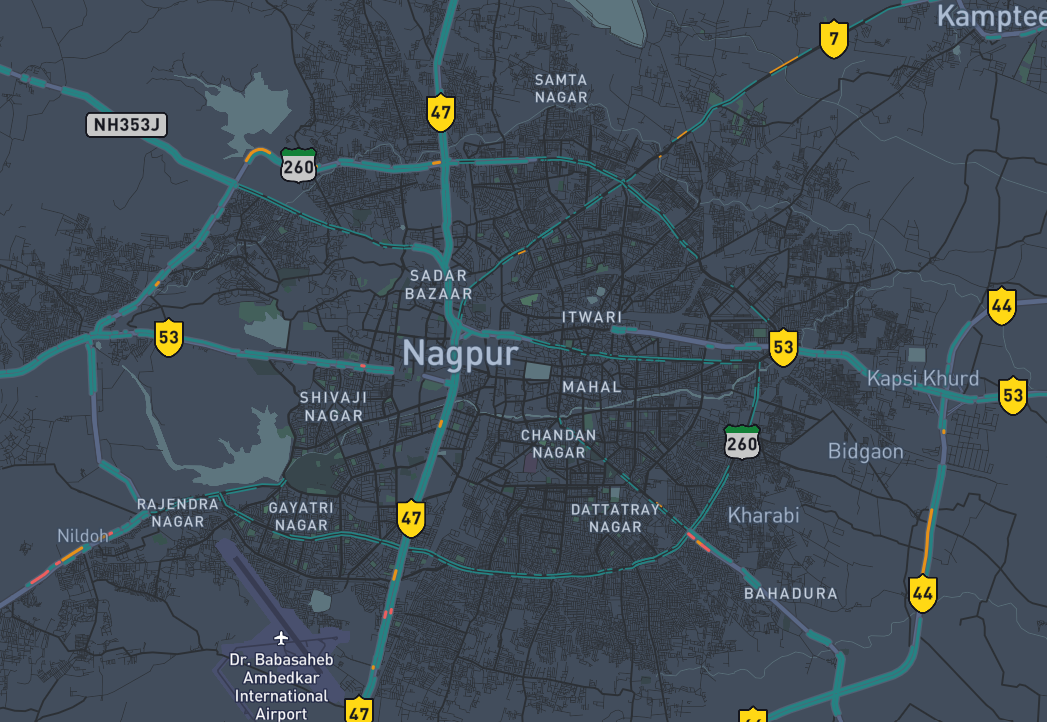 Kamptee
7
SAMTA
NAGAR
47
NH353J
260
SADAR
BAZAAR
44
ITWARI
53
53
Nagpur
Kapsi Khurd
MAHAL
53
SHIVAJI
NAGAR
CHANDAN
NAGAR
260
Bidgaon
RAJENDRA
NAGAR
GAYATRI
NAGAR
47
DATTATRAY
NAGAR
Kharabi
Nildoh
BAHADURA
44
Dr. Babasaheb
Ambedkar
International
Airport
47